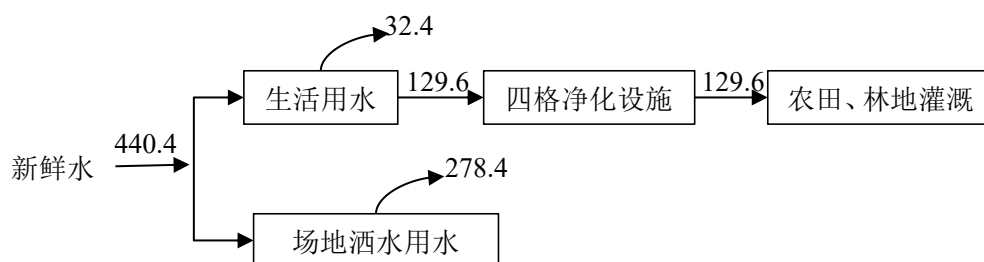 32.4
生活用水
129.6
四格净化设施
129.6
农田、林地灌溉
新鲜水
440.4
278.4
场地洒水用水